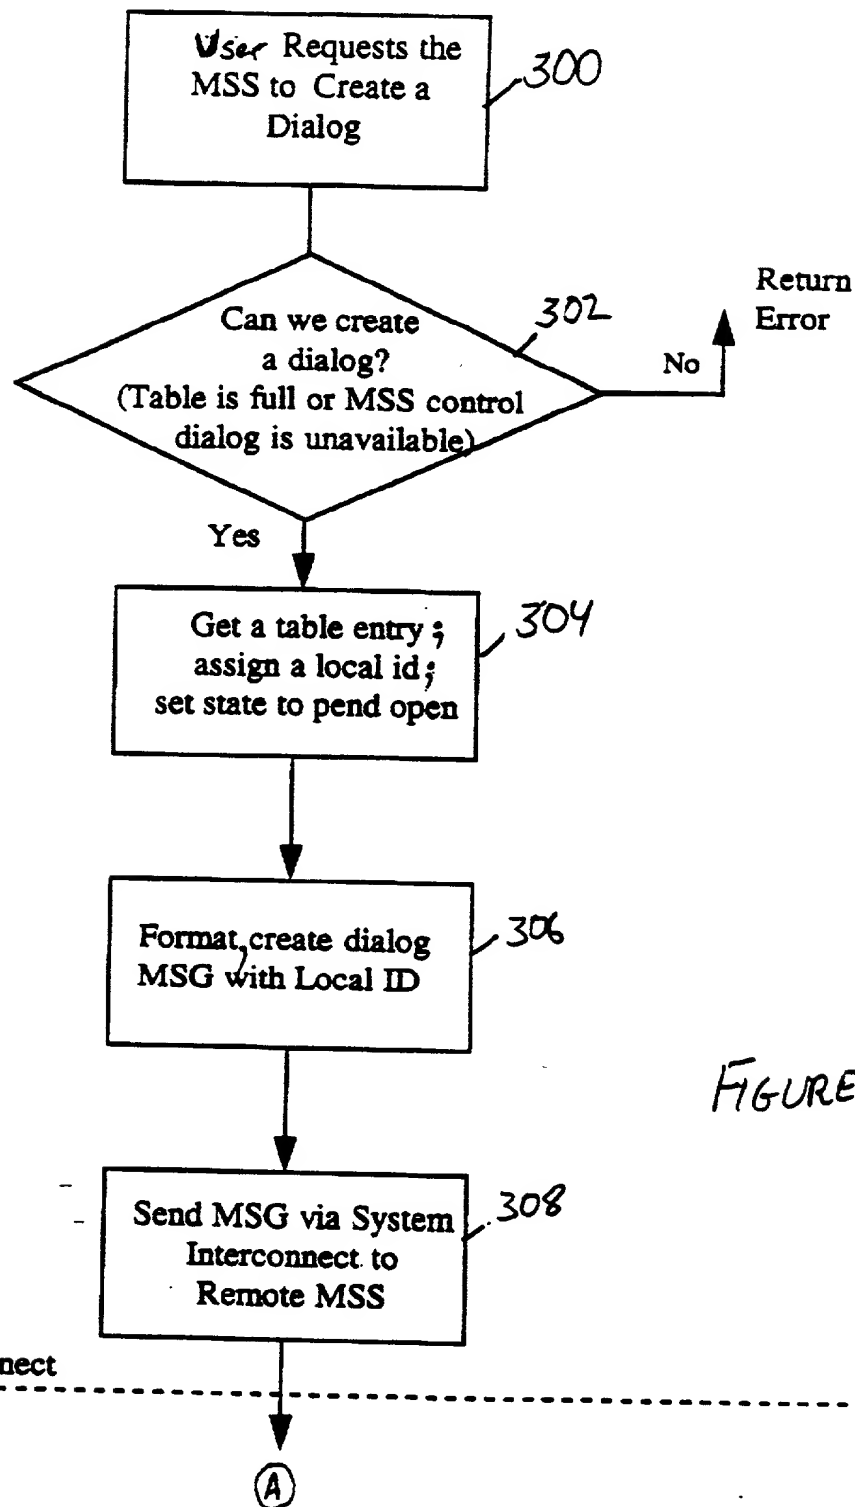 User Requests the
MSS to Create a
Dialog
300
Can we create
a dialog?
(Table is full or MSS control
dialog is unavailable)
302
No
Return
Error
Yes
Get a table entry;
assign a local id;
set state to pend open
304
Format, create dialog
MSG with Local ID
306
FIGURE
Send MSG via System
Interconnect to
Remote MSS
308
nect
A